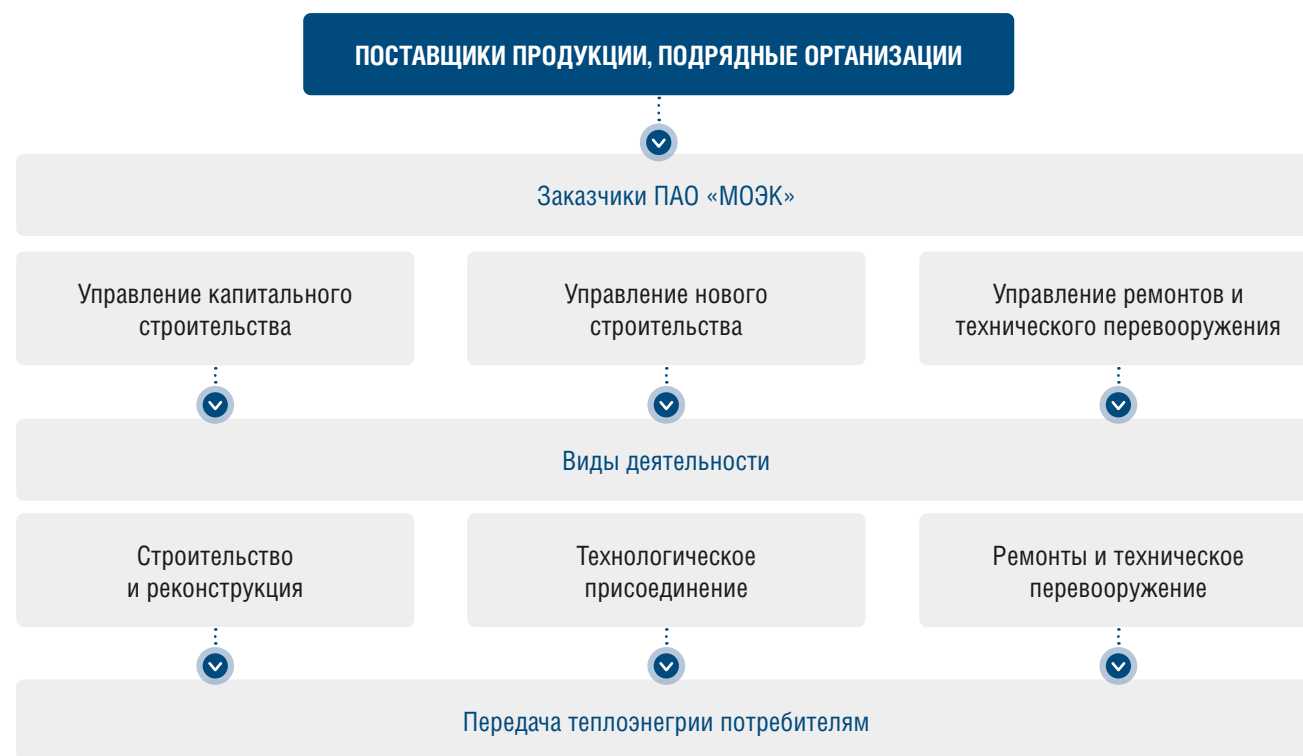 ПОСТАВЩИКИ ПРОДУКЦИИ, ПОДРЯДНЫЕ ОРГАНИЗАЦИИ
Заказчики ПАО «МОЭК»
Управление капитального
строительства
Управление нового
строительства
Управление ремонтов и
технического перевооружения
Виды деятельности
Строительство
и реконструкция
Технологическое
присоединение
Ремонты и техническое
перевооружение
Передача теплоэнегрии потребителям